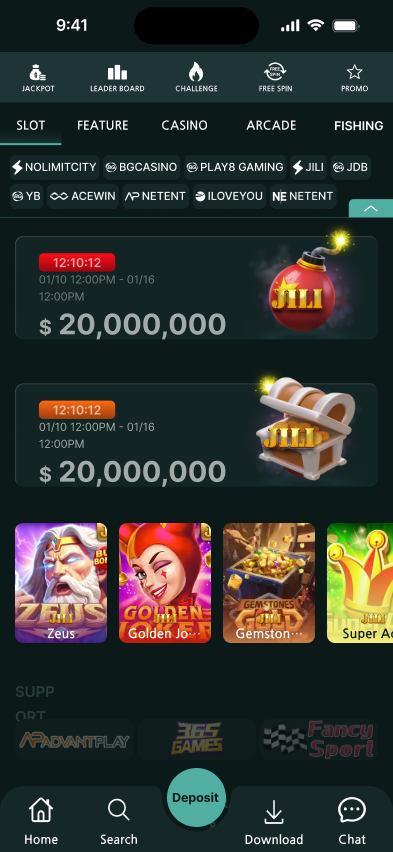 9:41
JACKPOT
LEADER BOARD
CHALLENGE
FREE SPIN
FREE SPIN
PROMO
SLOT FEATURE CASINO ARCADE FISHING
NOLIMITCITY BGCASINO PLAY8 GAMING JILI JDB
YB ACEWIN NETENT ILOVEYOU NETENT
12:10:12
01/10 12:00PM - 01/16
12:00PM
$ 20,000,000
JILI
12:10:12
01/10 12:00PM - 01/16
12:00PM
$ 20,000,000
JILI
ZEUS
JILI
Zeus
GOLDEN
JOKER
JILI
Golden Jo···
GEMSTONES
GOLD
JILI
Gemston···
JILI
Super Ac
SUPP
ORT
ADVANTPLAY
365
GAMES
Fancy
Sport
Deposit
Home Search Download Chat